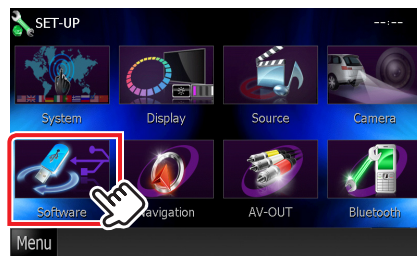 SET-UP
--:--
System
Display
Source
Camera
Software
Navigation
AV-OUT
Bluetooth
Menu